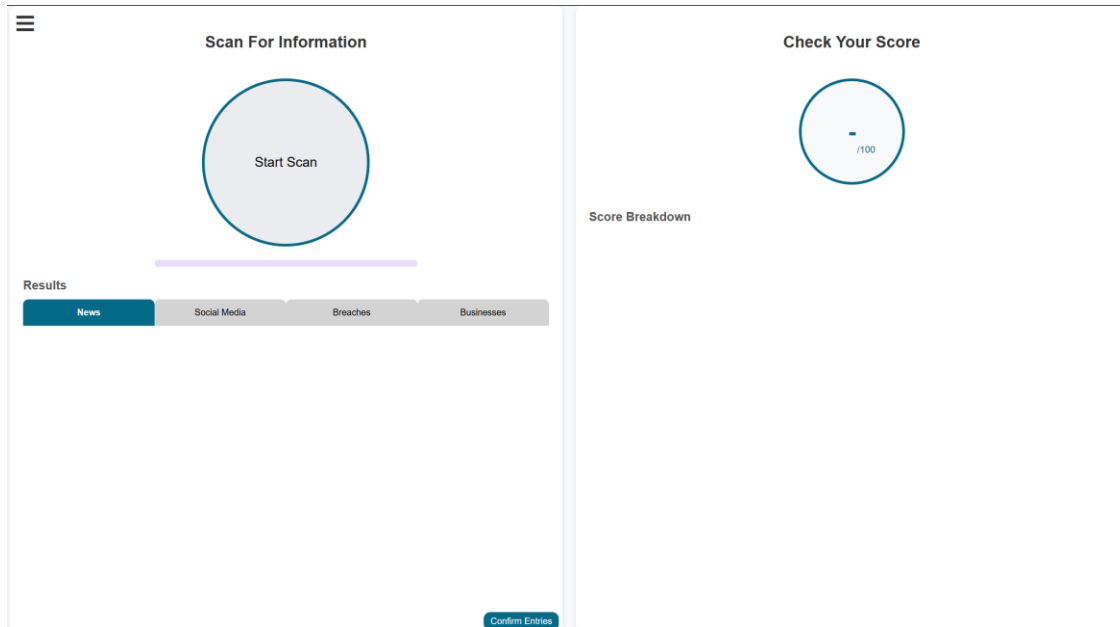 Scan For Information
Start Scan
Results
News
Social Media
Breaches
Businesses
Confirm Entries
Check Your Score
-
/100
Score Breakdown